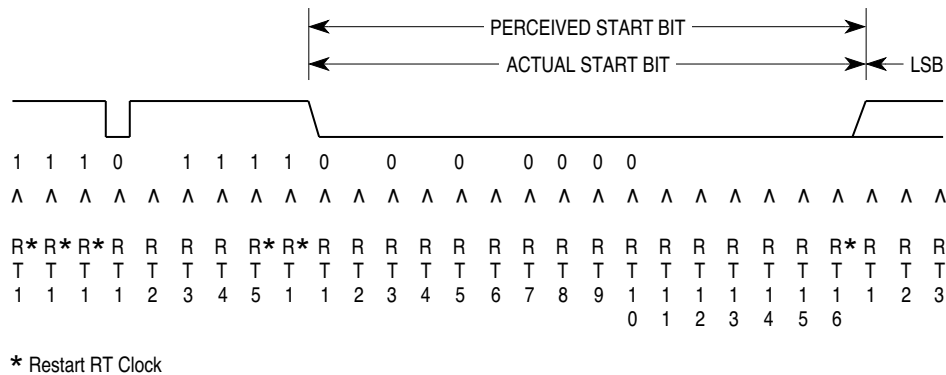 PERCEIVED START BIT
ACTUAL START BIT LSB
1 1 1 0 1 1 1 1 0 0 0 0 0 0 0
^ ^ ^ ^ ^ ^ ^ ^ ^ ^ ^ ^ ^ ^ ^ ^ ^ ^ ^ ^ ^ ^ ^ ^ ^ ^ ^ ^
R* R* R* R R R R R* R* R R R R R R R R R R R R R R R R* R R R
T T T T T T T T T T T T T T T T T T T T T T T T T T T T
1 1 1 1 2 3 4 5 1 1 2 3 4 5 6 7 8 9 1 1 1 1 1 1 1 1 2 3
0 1 2 3 4 5 6
* Restart RT Clock